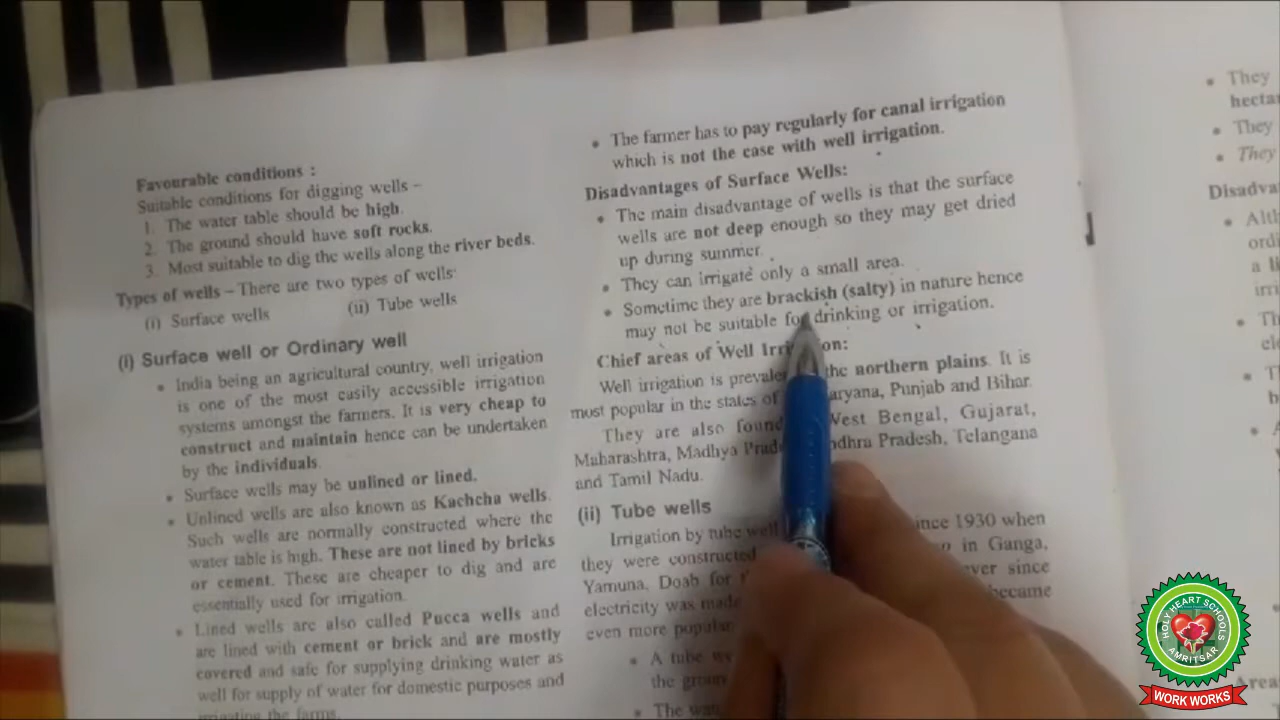 Favourable conditions :
Suitable conditions for digging wells –
1. The water table should be high.
2. The ground should have soft rocks.
3. Most suitable to dig the wells along the river beds.
Types of wells – There are two types of wells:
(i) Surface wells (ii) Tube wells
(i) Surface well or Ordinary well
• India being an agricultural country, well irrigation
is one of the most easily accessible irrigation
systems amongst the farmers. It is very cheap to
construct and maintain hence can be undertaken
by the individuals.
• Surface wells may be unlined or lined.
• Unlined wells are also known as Kachcha wells.
Such wells are normally constructed where the
water table is high. These are not lined by bricks
or cement. These are cheaper to dig and are
essentially used for irrigation.
• Lined wells are also called Pucca wells and
are lined with cement or brick and are mostly
covered and safe for supplying drinking water as
well for supply of water for domestic purposes and
irrigating the farms.
• The farmer has to pay regularly for canal irrigation
which is not the case with well irrigation.
Disadvantages of Surface Wells:
• The main disadvantage of wells is that the surface
wells are not deep enough so they may get dried
up during summer.
• They can irrigate only a small area.
• Sometime they are brackish (salty) in nature hence
may not be suitable for drinking or irrigation.
Chief areas of Well
Well irrigation is the northern plains. It is
most popular in the states of Punjab and Bihar.
They are also found West Bengal, Gujarat,
Maharashtra, Madhya Pradesh, Telangana
and Tamil Nadu.
(ii) Tube wells
Irrigation by tube well since 1930 when
they were constructed in Ganga,
Yamuna, Doab for ever since
electricity was made became
even more popular
• A tube
the
• The
• They
hecta
• They
• They
Disadva
HOLY HEART SCHOOLS
AMRITSAR
WORK WORKS